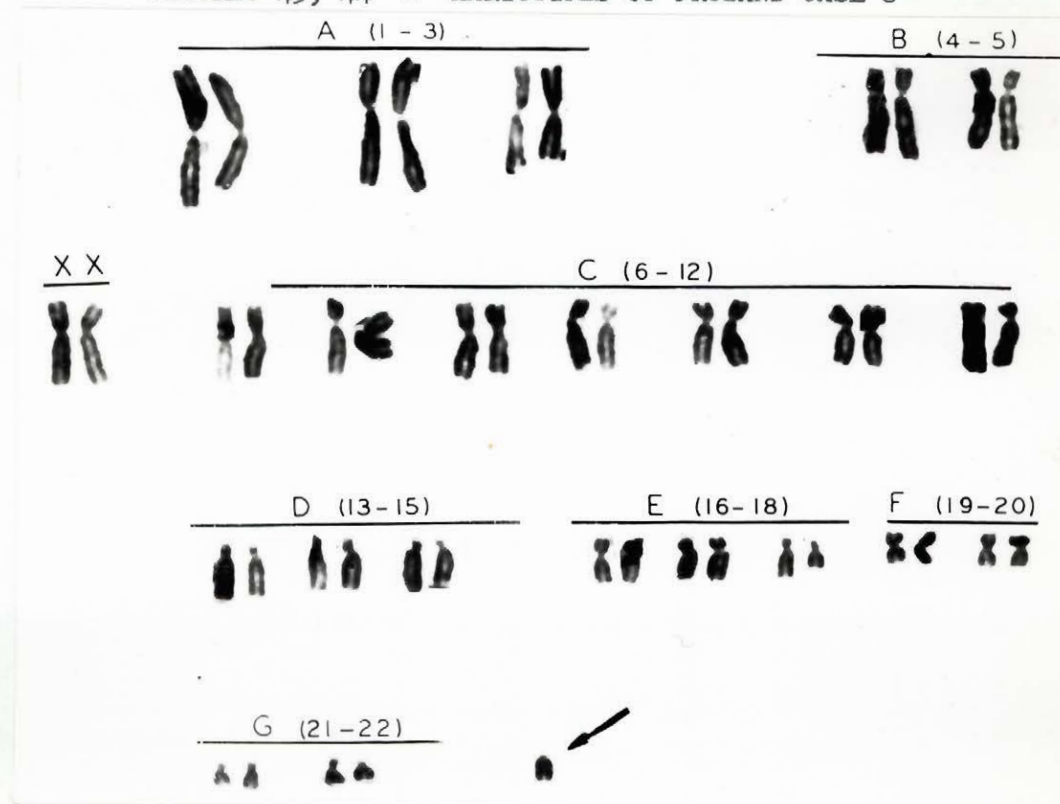 A (1-3)
B (4-5)
X X
C (6-12)
D (13-15)
E (16-18)
F (19-20)
G (21-22)